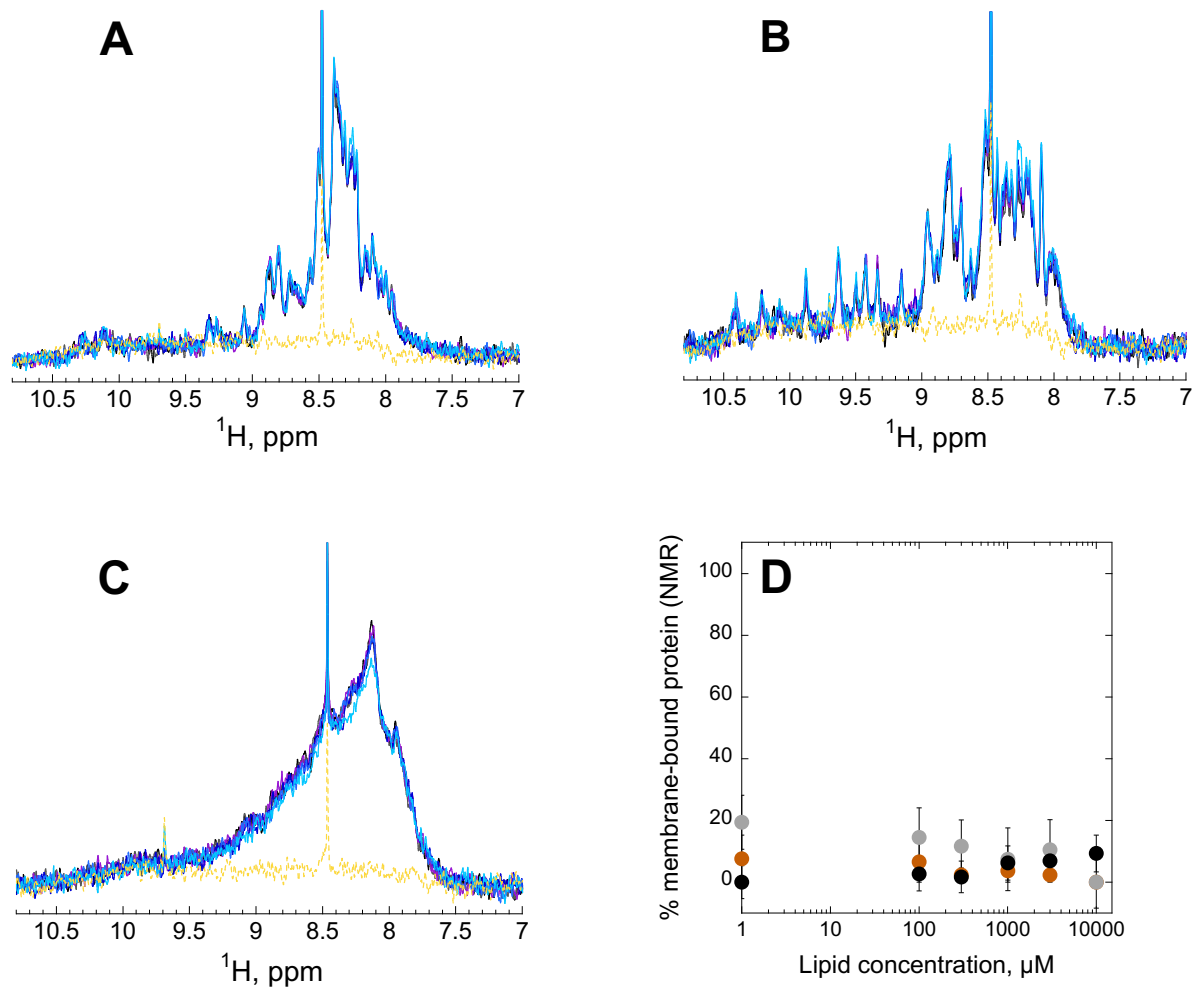 A
10.5 10 9.5 9 8.5 8 7.5 7
¹H, ppm
B
10.5 10 9.5 9 8.5 8 7.5 7
¹H, ppm
C
10.5 10 9.5 9 8.5 8 7.5 7
¹H, ppm
D
% membrane-bound protein (NMR)
100
80
60
40
20
0
1 10 100 1000 10000
Lipid concentration, µM